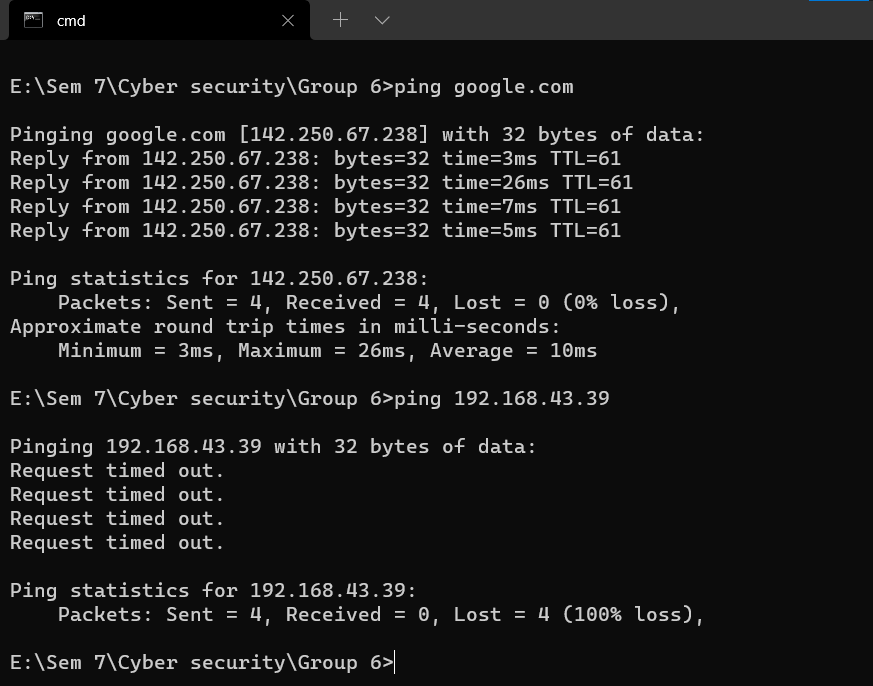 cmd
E:\Sem 7\Cyber security\Group 6>ping google.com
Pinging google.com [142.250.67.238] with 32 bytes of data:
Reply from 142.250.67.238: bytes=32 time=3ms TTL=61
Reply from 142.250.67.238: bytes=32 time=26ms TTL=61
Reply from 142.250.67.238: bytes=32 time=7ms TTL=61
Reply from 142.250.67.238: bytes=32 time=5ms TTL=61
Ping statistics for 142.250.67.238:
Packets: Sent = 4, Received = 4, Lost = 0 (0% loss),
Approximate round trip times in milli-seconds:
Minimum = 3ms, Maximum = 26ms, Average = 10ms
E:\Sem 7\Cyber security\Group 6>ping 192.168.43.39
Pinging 192.168.43.39 with 32 bytes of data:
Request timed out.
Request timed out.
Request timed out.
Request timed out.
Ping statistics for 192.168.43.39:
Packets: Sent = 4, Received = 0, Lost = 4 (100% loss),
E:\Sem 7\Cyber security\Group 6>